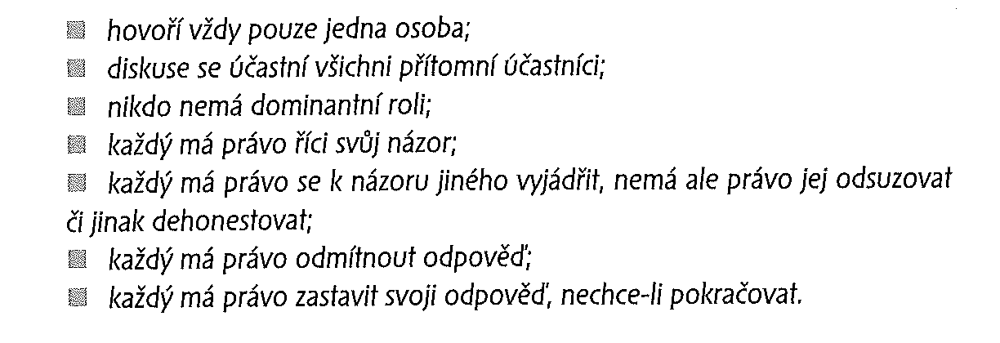 ■ hovoří vždy pouze jedna osoba;
■ diskuse se účastní všichni přítomní účastníci;
■ nikdo nemá dominantní roli;
■ každý má právo říci svůj názor;
■ každý má právo se k názoru jiného vyjádřit, nemá ale právo jej odsuzovat
či jinak dehonestovat;
■ každý má právo odmítnout odpověď;
■ každý má právo zastavit svoji odpověď, nechce-li pokračovat.